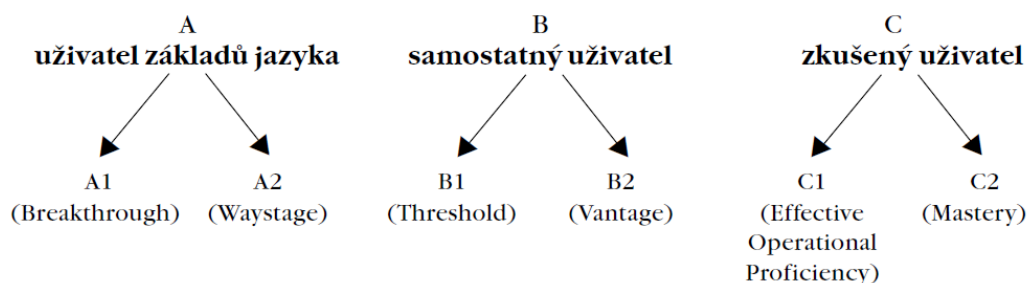 A
uživatel základů jazyka
B
samostatný uživatel
C
zkušený uživatel
A1
(Breakthrough)
A2
(Waystage)
B1
(Threshold)
B2
(Vantage)
C1
(Effective
Operational
Proficiency)
C2
(Mastery)